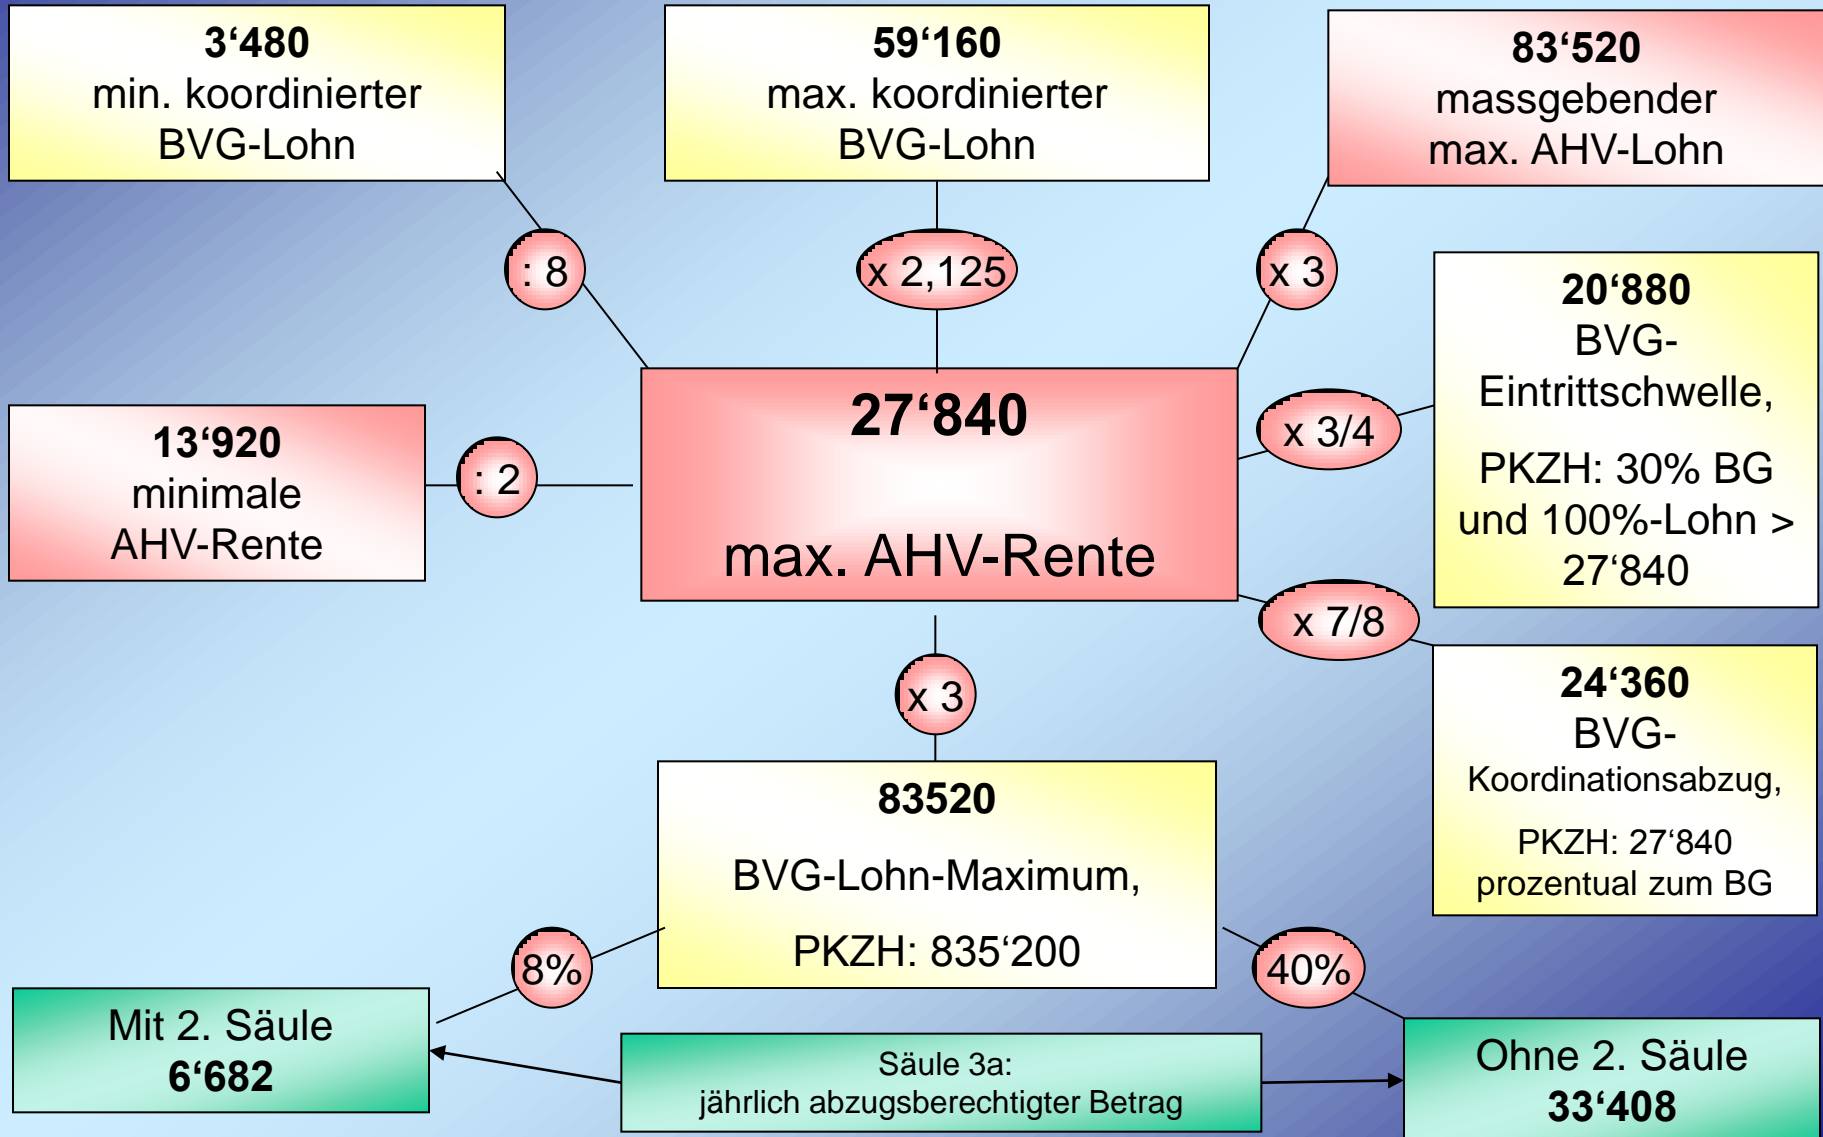 3‘480
min. koordinierter
BVG-Lohn
59‘160
max. koordinierter
BVG-Lohn
83‘520
massgebender
max. AHV-Lohn
: 8
x 2,125
x 3
20‘880
BVG-
Eintrittschwelle,
PKZH: 30% BG
und 100%-Lohn >
27‘840
13‘920
minimale
AHV-Rente
: 2
27‘840
max. AHV-Rente
x 3/4
x 7/8
24‘360
BVG-
Koordinationsabzug,
PKZH: 27‘840
prozentual zum BG
x 3
83520
BVG-Lohn-Maximum,
PKZH: 835‘200
8%
40%
Mit 2. Säule
6‘682
Säule 3a:
jährlich abzugsberechtigter Betrag
Ohne 2. Säule
33‘408